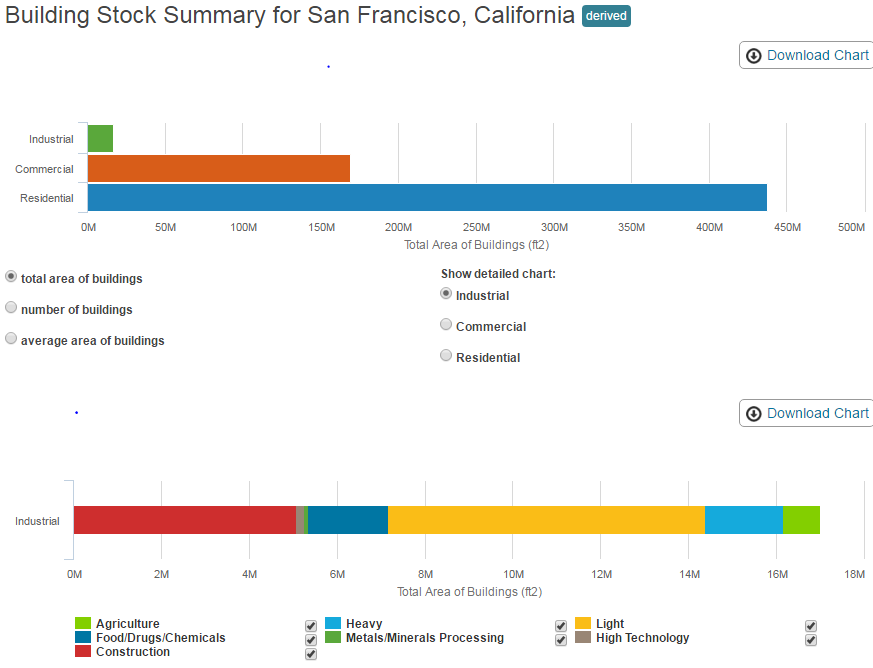 Building Stock Summary for San Francisco, California derived
Download Chart
Industrial
Commercial
Residential
0M 50M 100M 150M 200M 250M 300M 350M 400M 450M 500M
Total Area of Buildings (ft2)
total area of buildings
number of buildings
average area of buildings
Show detailed chart:
Industrial
Commercial
Residential
Download Chart
Industrial
0M 2M 4M 6M 8M 10M 12M 14M 16M 18M
Total Area of Buildings (ft2)
Agriculture Heavy Light
Food/Drugs/Chemicals Metals/Minerals Processing High Technology
Construction